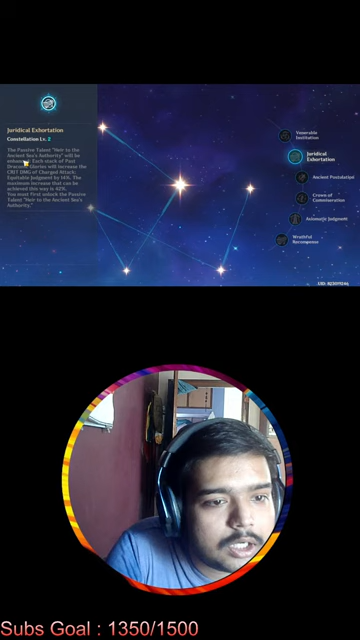 Juridical Exhortation
Constellation Lv. 2
The Passive Talent "Heir to the
Ancient Sea's Authority" will be
enhanced: Each stack of Past
Draconic Glories will increase the
CRIT DMG of Charged Attack:
Equitable Judgment by 14%. The
maximum increase that can be
achieved this way is 42%.
You must first unlock the Passive
Talent "Heir to the Ancient Sea's
Authority."
Venerable
Institution
Juridical
Exhortation
Ancient Postulation
Crown of
Commiseration
Axiomatic Judgment
Wrathful
Recompense
Subs Goal : 1350/1500